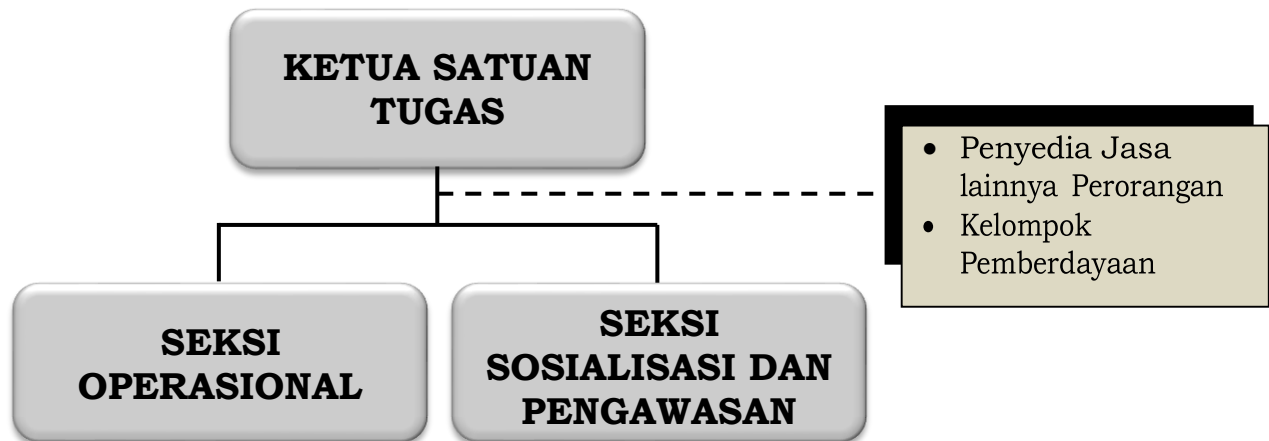 KETUA SATUAN
TUGAS
• Penyedia Jasa
lainnya Perorangan
• Kelompok
Pemberdayaan
SEKSI
OPERASIONAL
SEKSI
SOSIALISASI DAN
PENGAWASAN